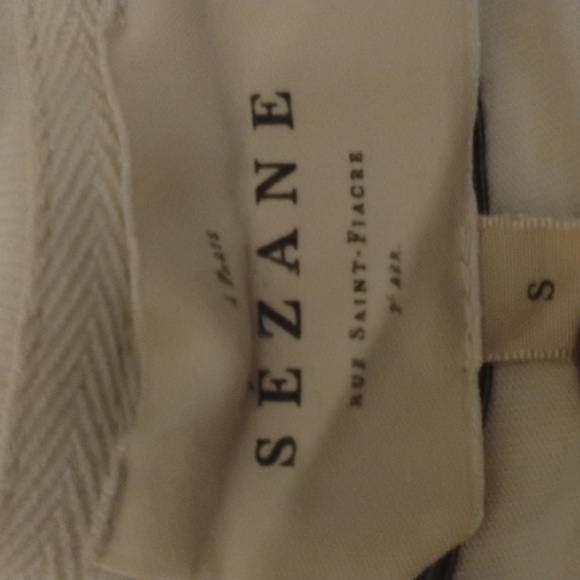 à Paris
SÉZANE
RUE SAINT-FIACRE
2e ARR.
S